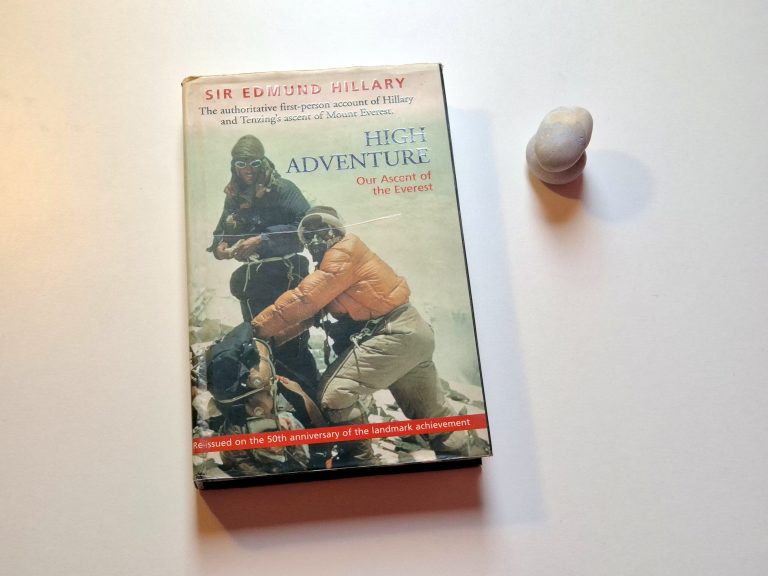 SIR EDMUND HILLARY
The authoritative first-person account of Hillary
and Tenzing's ascent of Mount Everest.
HIGH
ADVENTURE
Our Ascent of
the Everest
Re-issued on the 50th anniversary of the landmark achievement